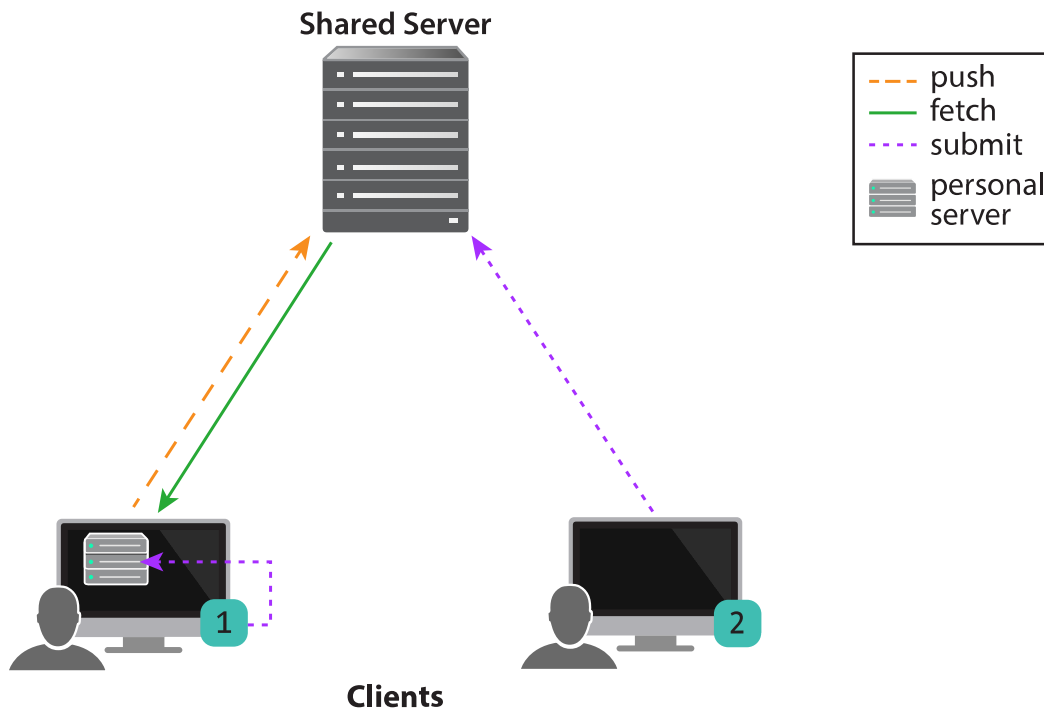 Shared Server
push
fetch
submit
personal
server
1
2
Clients